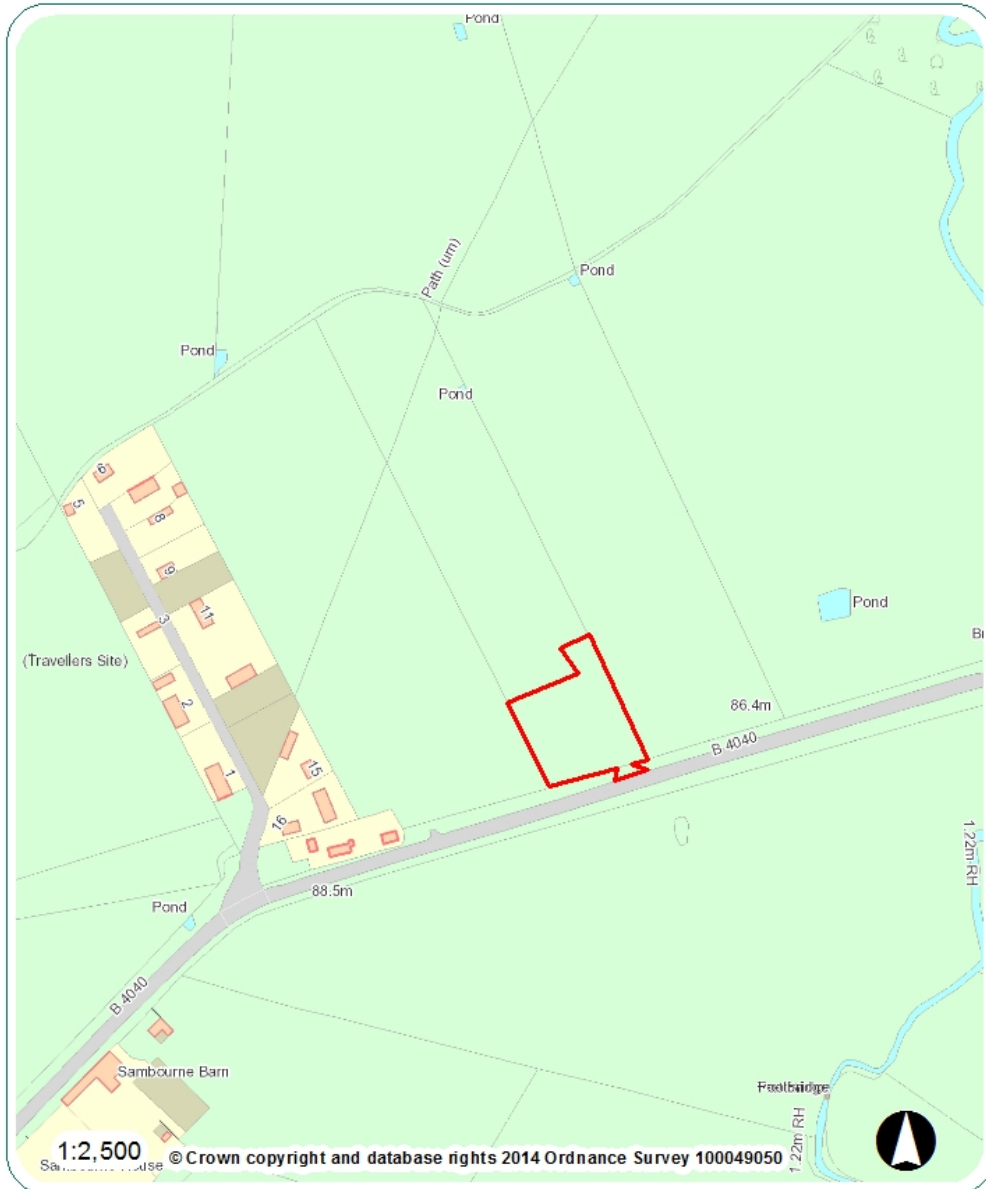 Pond
Path (um)
Pond
Pond
Pond
6
5
8
9
3
11
Pond
(Travellers Site)
2
86.4m
B 4040
1
15
16
88.5m
1.22m RH
Pond
B 4040
Sambourne Barn
Footbridge
1.22m RH
1:2,500
© Crown copyright and database rights 2014 Ordnance Survey 100049050